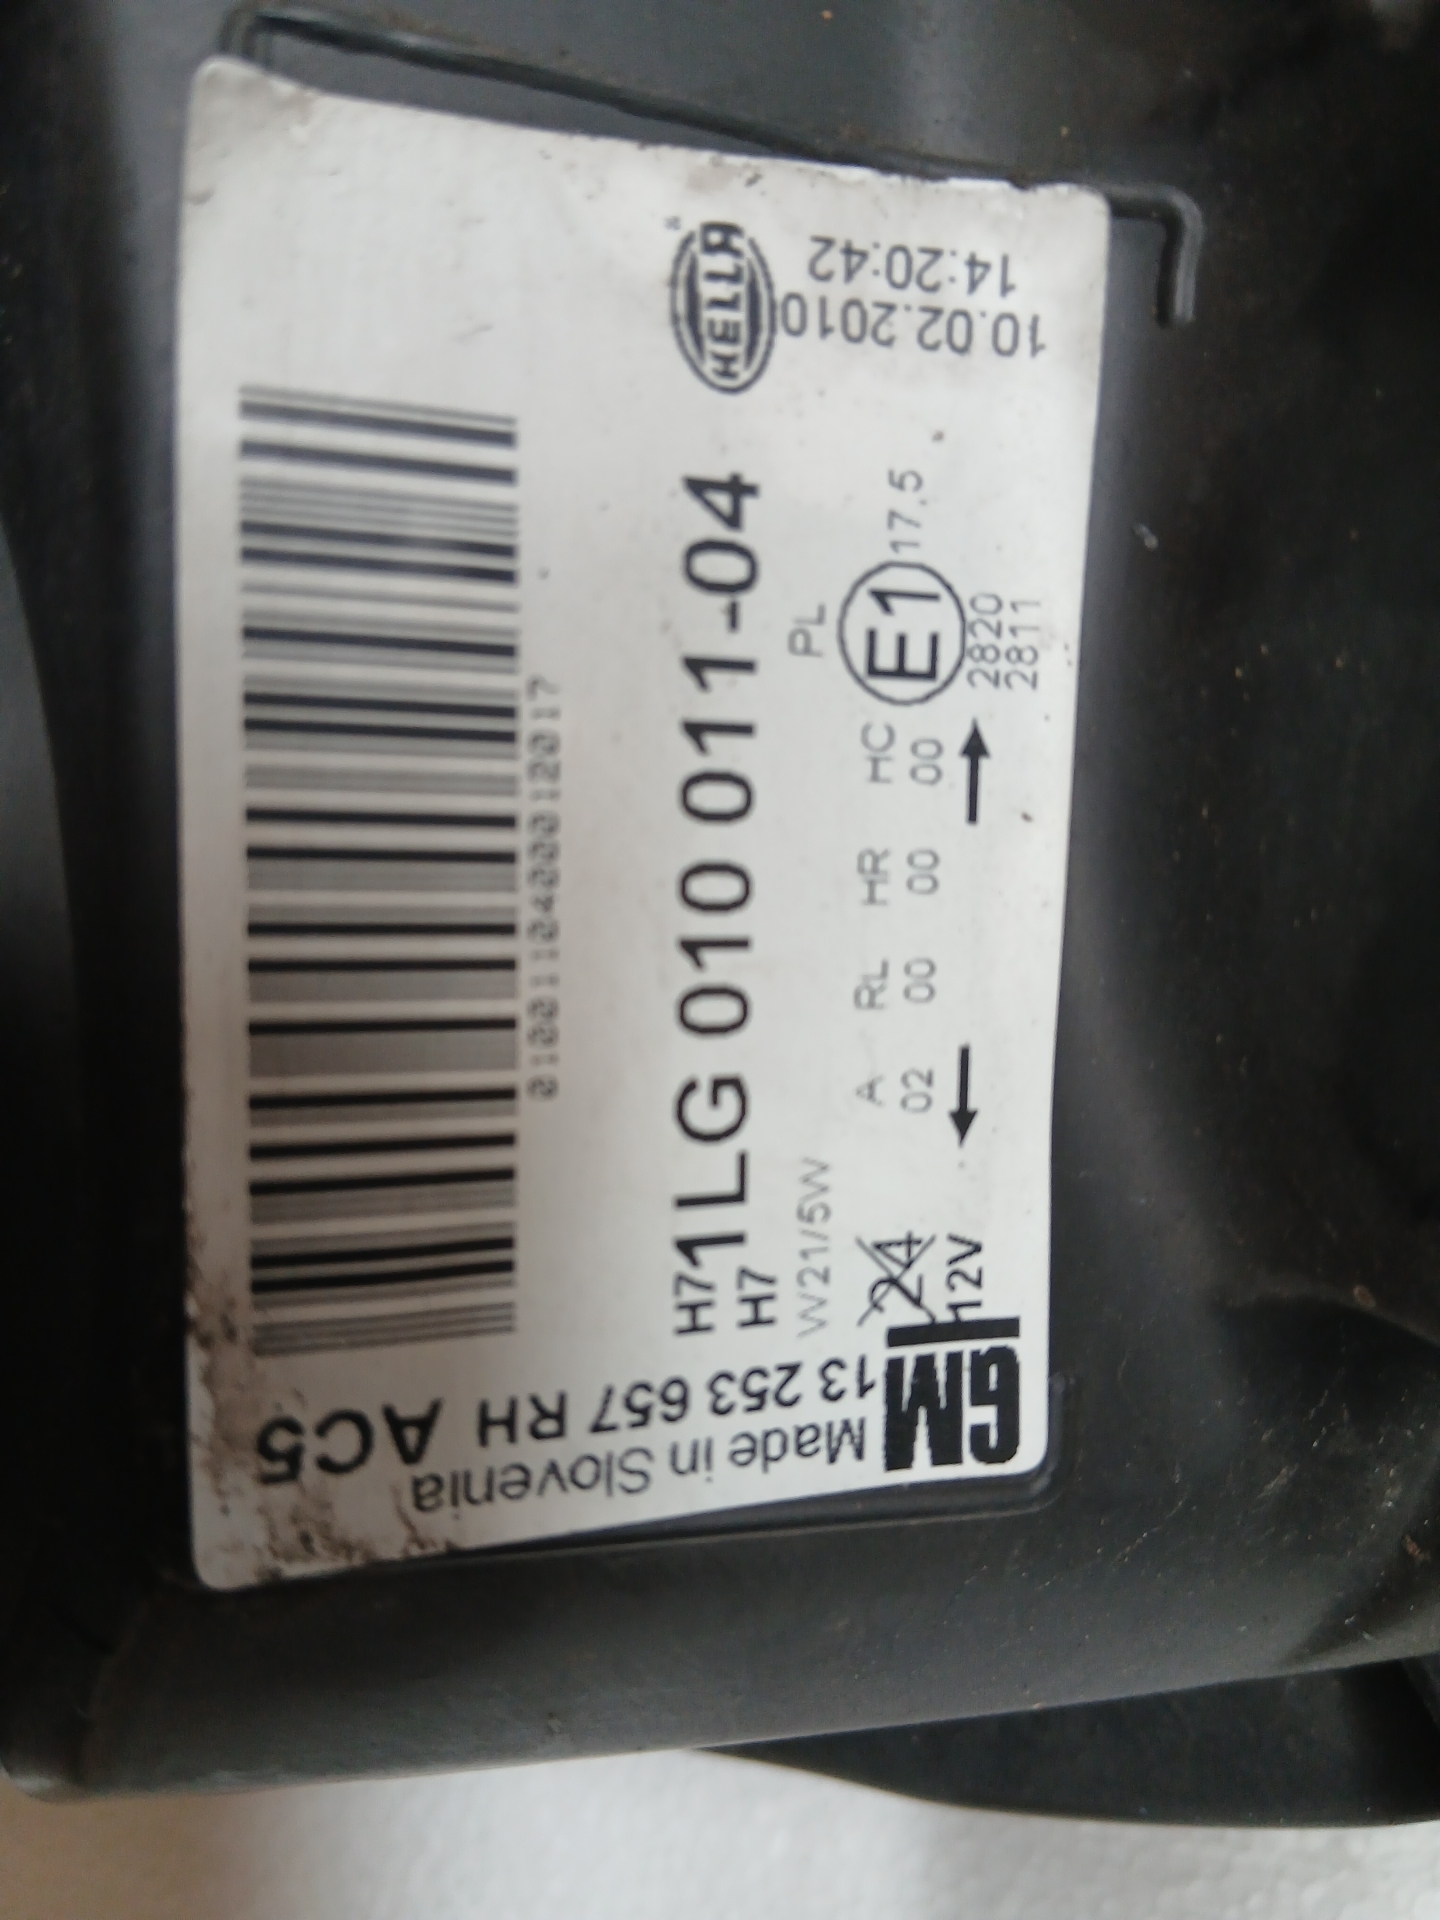 GM
Made in Slovenia
13 253 657 RH AC5
010011040001202017
H7 1LG 010 011-04
H7
HELLA
W21/5W
PL
24
12V
A RL HR HC
02 00 00 00
E1
17.5
2820
2811
10.02.2010
14:20:42